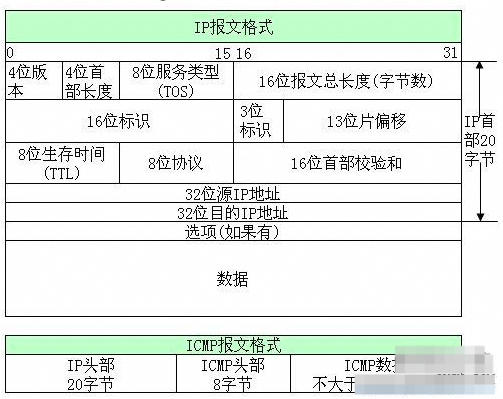 IP报文格式
0 15 16 31
4位版本 4位首部长度 8位服务类型(TOS) 16位报文总长度(字节数)
16位标识 3位标识 13位片偏移
8位生存时间(TTL) 8位协议 16位首部校验和
32位源IP地址
32位目的IP地址
选项(如果有)
数据
IP首部20字节
ICMP报文格式
IP头部 ICMP头部 ICMP数
20字节 8字节 不大于